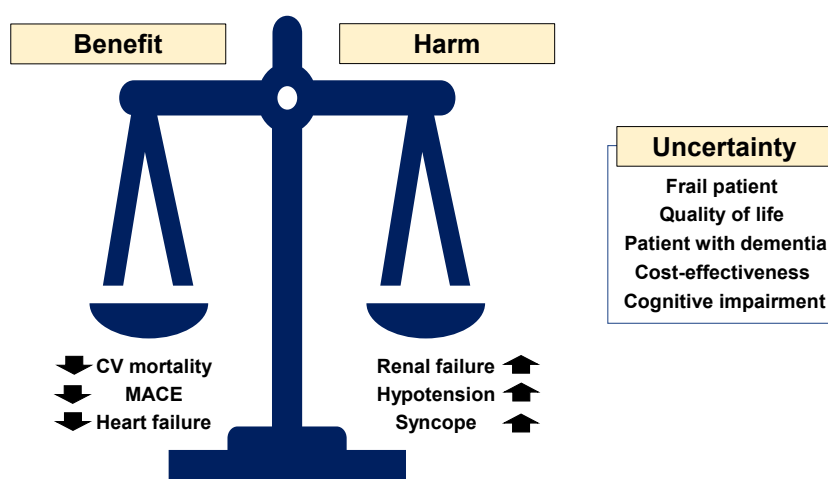 Benefit
Harm
CV mortality
MACE
Heart failure
Renal failure
Hypotension
Syncope
Uncertainty
Frail patient
Quality of life
Patient with dementia
Cost-effectiveness
Cognitive impairment